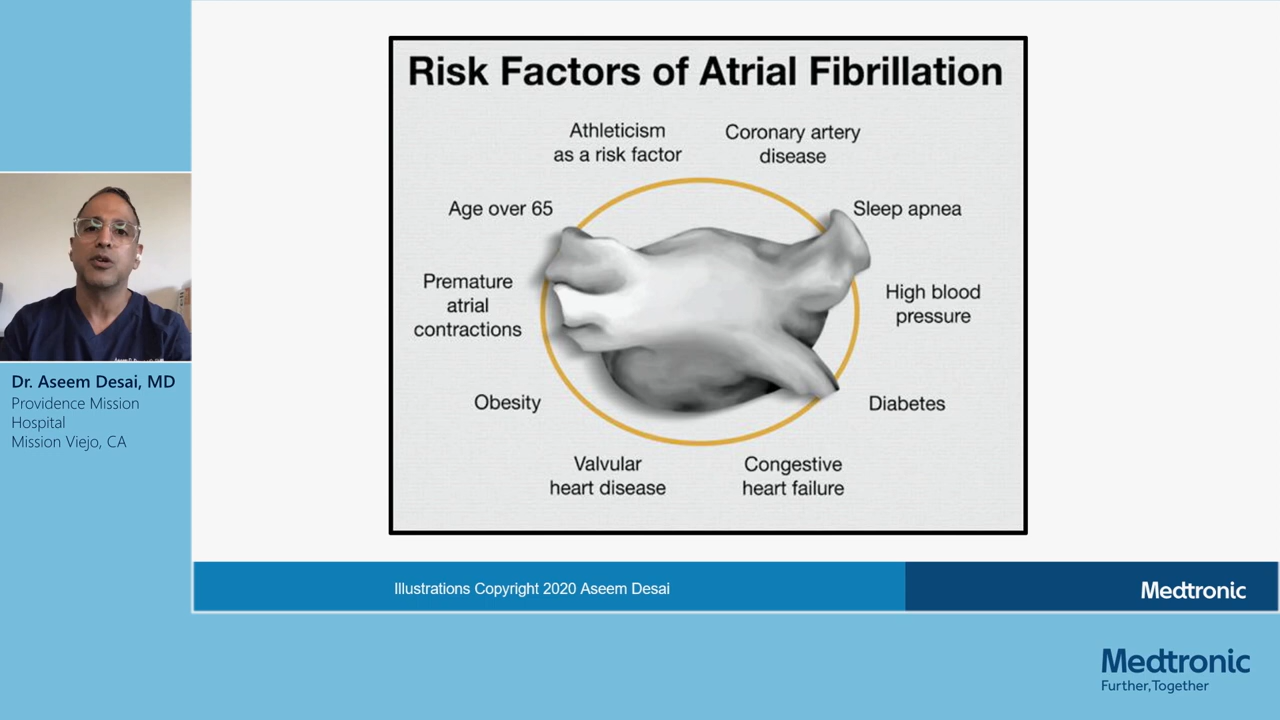 Risk Factors of Atrial Fibrillation
Athleticism
as a risk factor
Coronary artery
disease
Age over 65
Sleep apnea
Premature
atrial
contractions
High blood
pressure
Obesity
Diabetes
Valvular
heart disease
Congestive
heart failure
Dr. Aseem Desai, MD
Providence Mission
Hospital
Mission Viejo, CA
Illustrations Copyright 2020 Aseem Desai
Medtronic
Medtronic
Further, Together